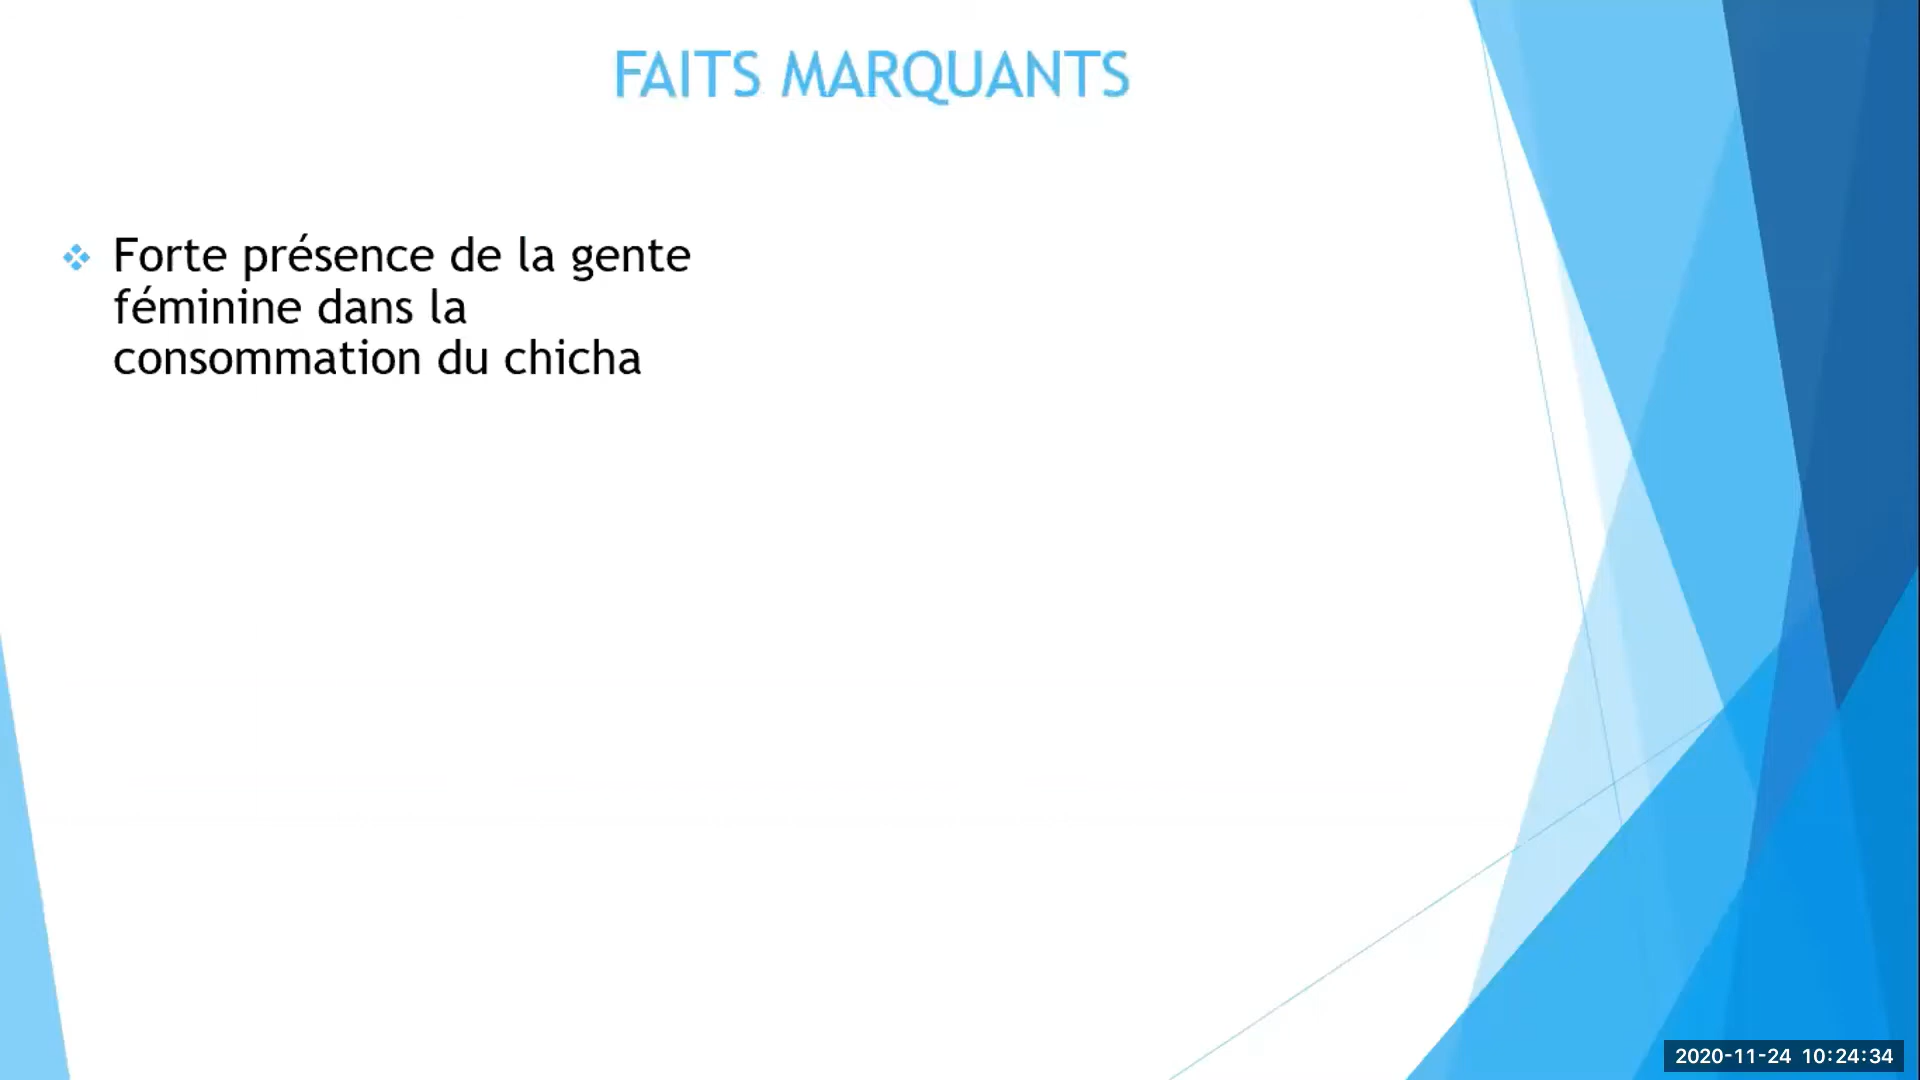 FAITS MARQUANTS
Forte présence de la gente
féminine dans la
consommation du chicha
2020-11-24 10:24:34